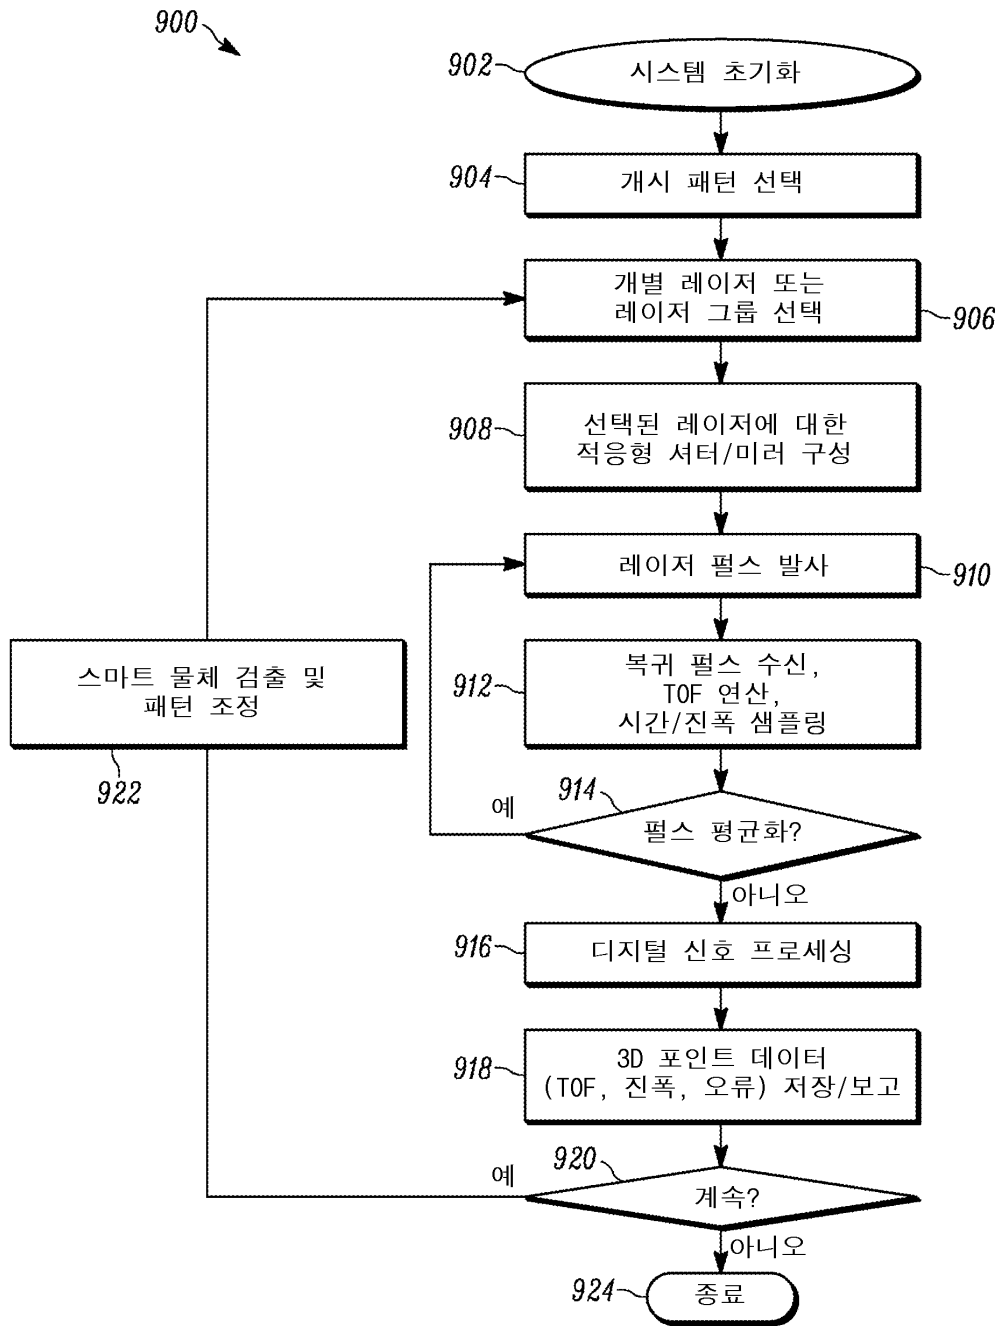 900
902
시스템 초기화
904
개시 패턴 선택
개별 레이저 또는
레이저 그룹 선택
906
908
선택된 레이저에 대한
적응형 셔터/미러 구성
레이저 펄스 발사
910
912
복귀 펄스 수신,
TOF 연산,
시간/진폭 샘플링
스마트 물체 검출 및
패턴 조정
922
914
예
펄스 평균화?
아니오
916
디지털 신호 프로세싱
918
3D 포인트 데이터
(TOF, 진폭, 오류) 저장/보고
920
예
계속?
아니오
924
종료